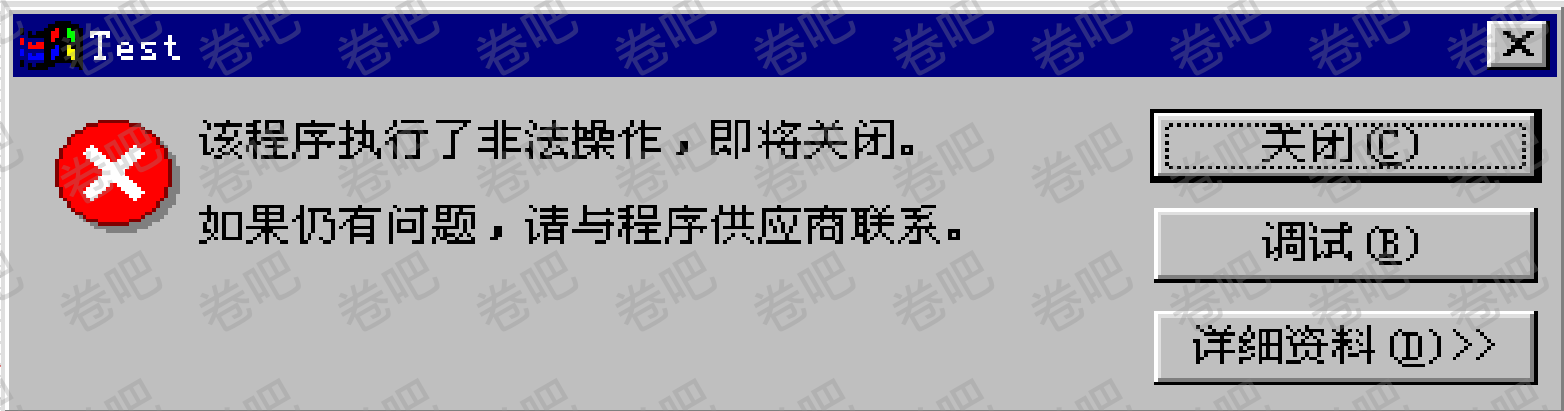 Test
该程序执行了非法操作，即将关闭。
如果仍有问题，请与程序供应商联系。
关闭(C)
调试(B)
详细资料(D)>>
卷吧